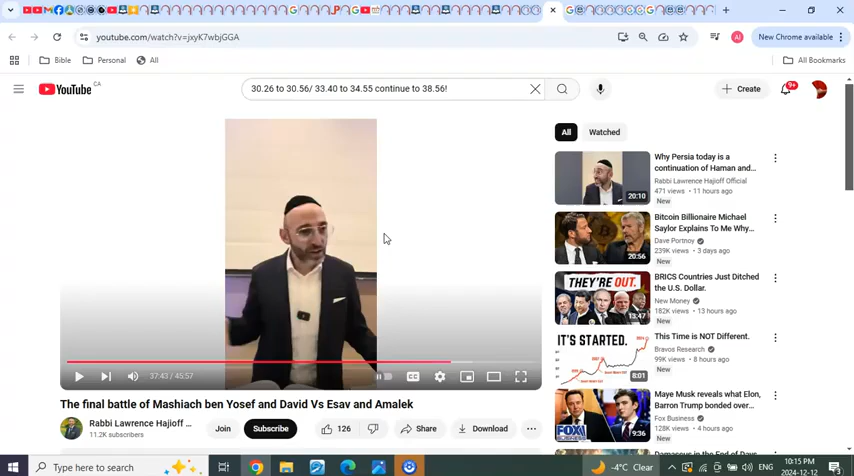 New Chrome available
youtube.com/watch?v=jxyK7wbjGGA
Bible
Personal
All
All Bookmarks
YouTube CA
30.26 to 30.56/ 33.40 to 34.55 continue to 38.56!
Create
9+
All
Watched
Why Persia today is a
continuation of Haman and...
Rabbi Lawrence Hajioff Official
471 views • 11 hours ago
New
20:10
Bitcoin Billionaire Michael
Saylor Explains To Me Why...
Dave Portnoy
239K views • 3 days ago
New
20:56
BRICS Countries Just Ditched
the U.S. Dollar.
New Money
182K views • 13 hours ago
New
THEY'RE OUT.
13:47
This Time is NOT Different.
Bravos Research
99K views • 8 hours ago
New
IT'S STARTED.
8:01
Maye Musk reveals what Elon,
Barron Trump bonded over...
Fox Business
128K views • 4 hours ago
New
FOX
BUSINESS
9:36
Damascus in the End of Days
37:43 / 45:57
The final battle of Mashiach ben Yosef and David Vs Esav and Amalek
Rabbi Lawrence Hajioff ...
11.2K subscribers
Join
Subscribe
126
Share
Download
Type here to search
-4°C Clear
10:15 PM
2024-12-12